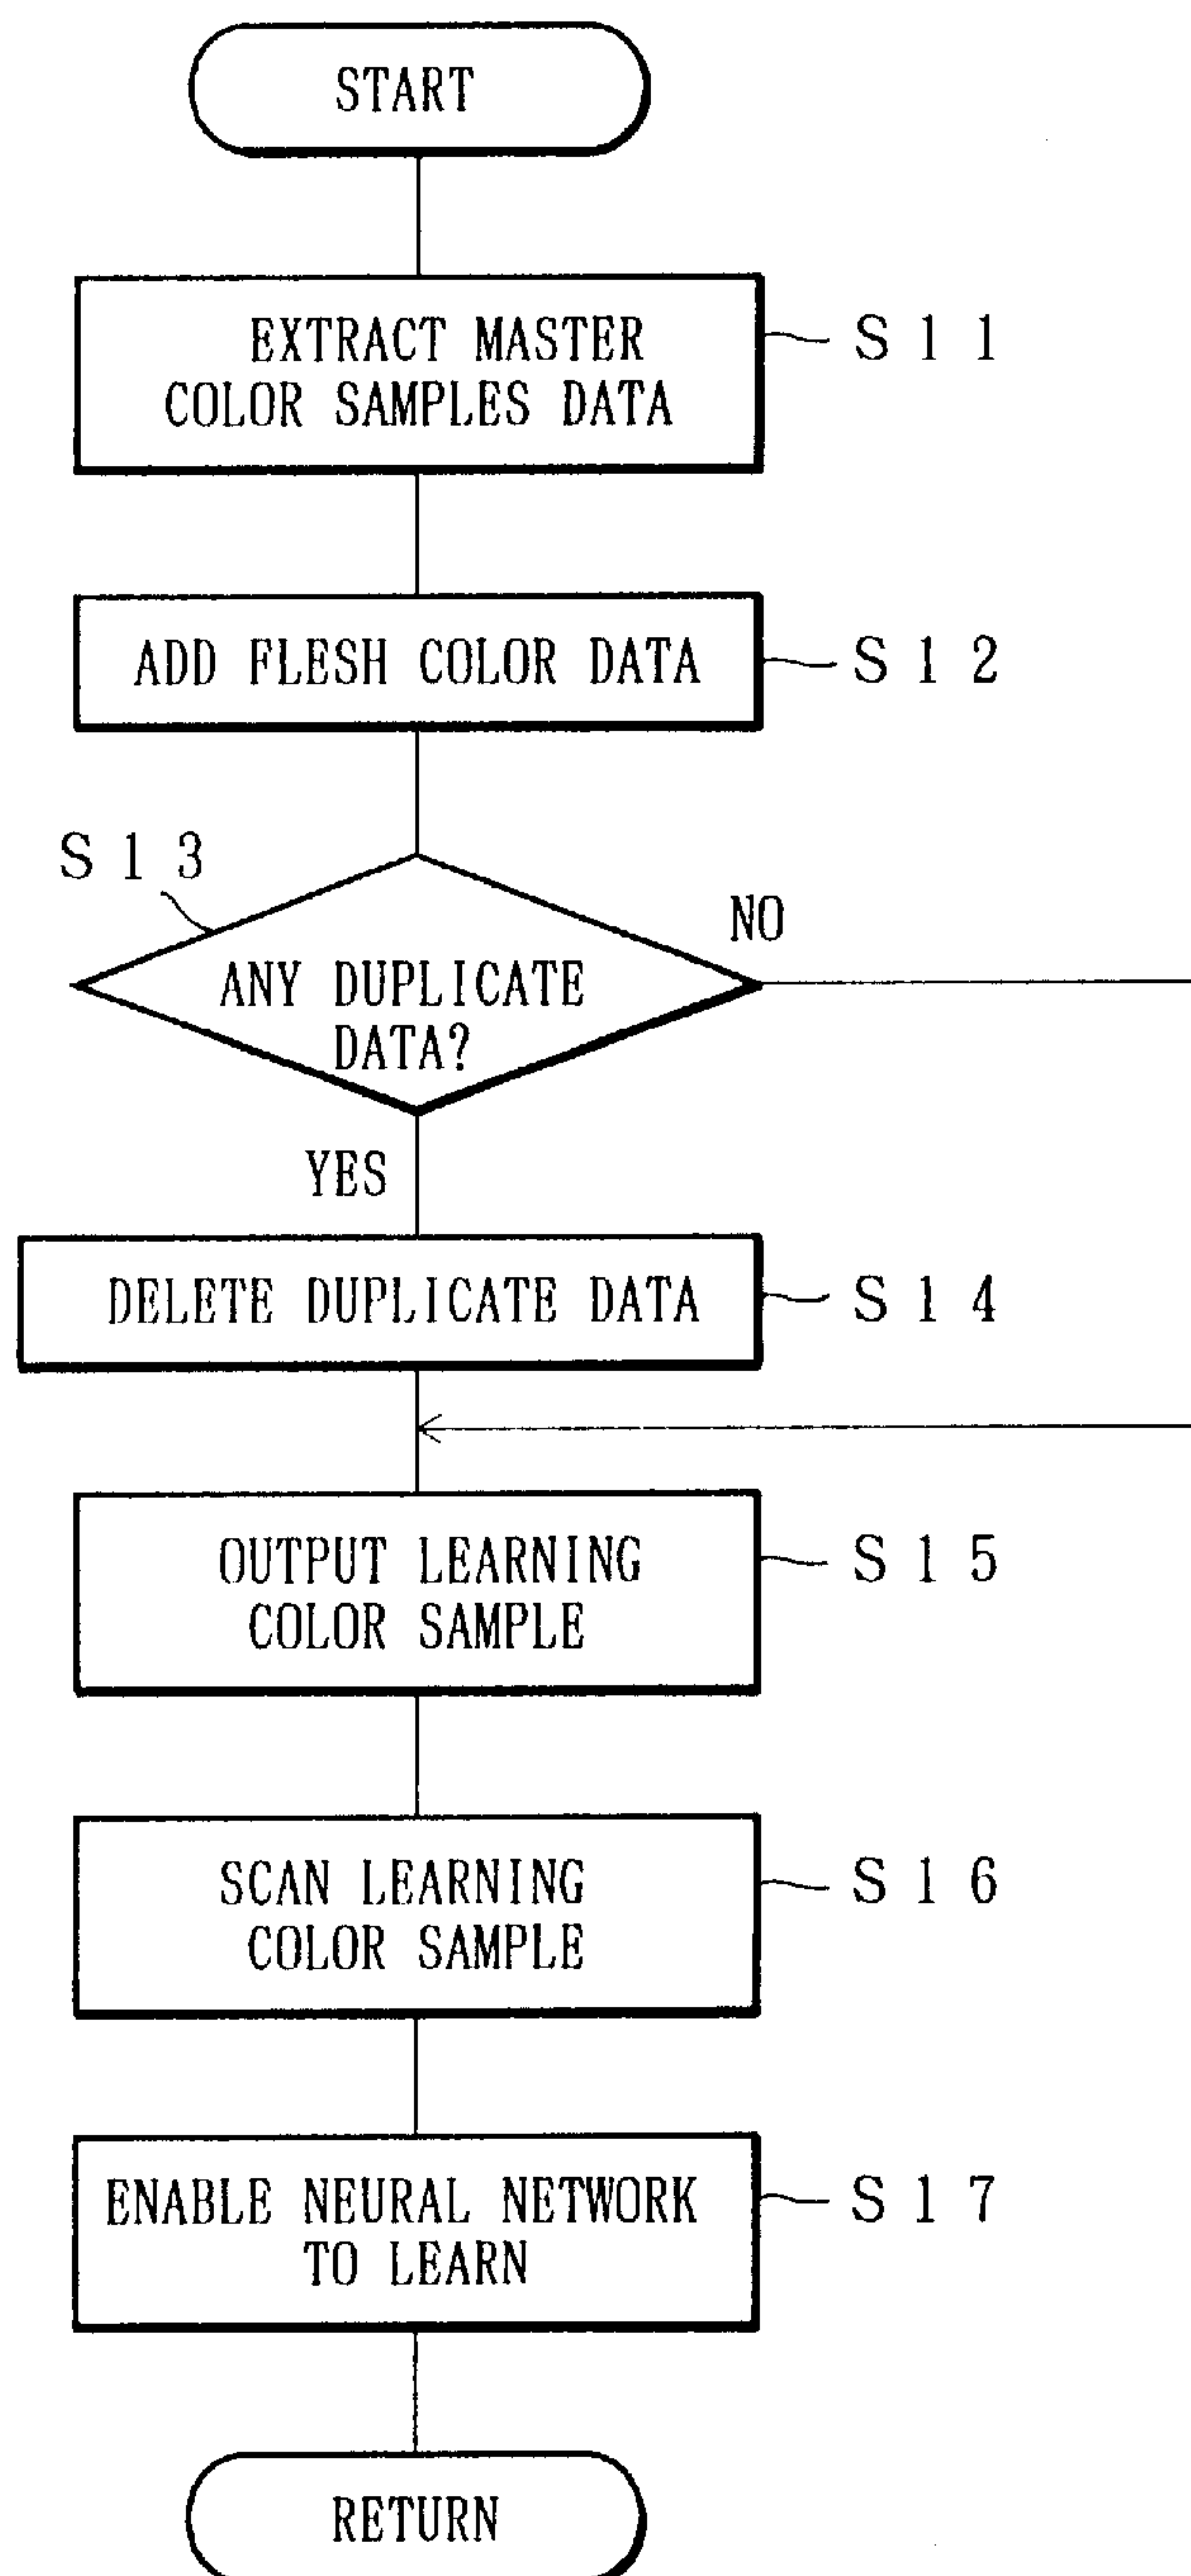 START
EXTRACT MASTER
COLOR SAMPLES DATA
S11
ADD FLESH COLOR DATA
S12
S13
NO
ANY DUPLICATE
DATA?
YES
DELETE DUPLICATE DATA
S14
OUTPUT LEARNING
COLOR SAMPLE
S15
SCAN LEARNING
COLOR SAMPLE
S16
ENABLE NEURAL NETWORK
TO LEARN
S17
RETURN